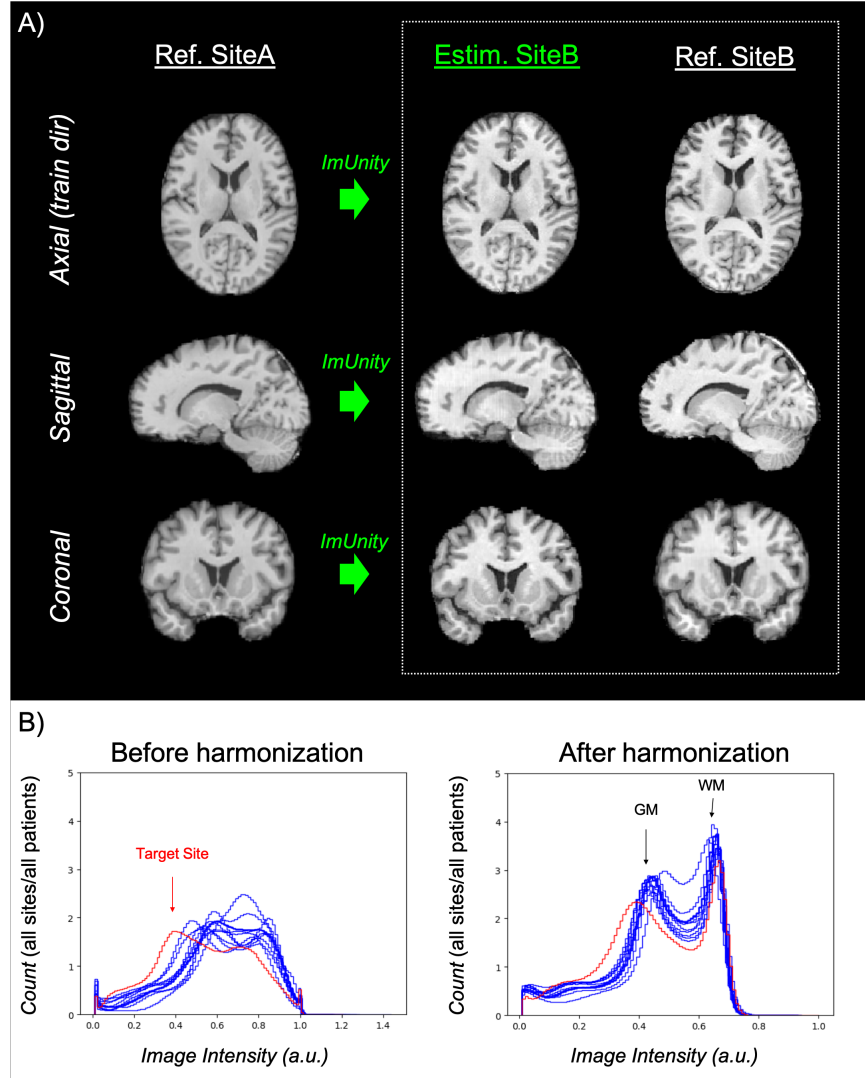 A)
Ref. SiteA
Estim. SiteB
Ref. SiteB
Axial (train dir)
ImUnity
Sagittal
ImUnity
Coronal
ImUnity
B)
Before harmonization
After harmonization
Count (all sites/all patients)
5
4
3
2
1
0
Target Site
0.0 0.2 0.4 0.6 0.8 1.0 1.2 1.4
Image Intensity (a.u.)
Count (all sites/all patients)
5
4
3
2
1
0
GM
WM
0.0 0.2 0.4 0.6 0.8 1.0
Image Intensity (a.u.)